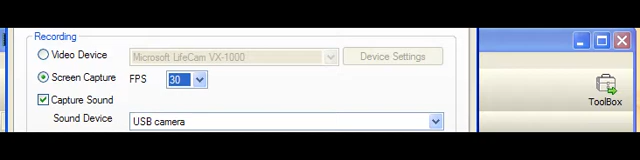 Recording
Video Device Microsoft LifeCam VX-1000 Device Settings
Screen Capture FPS 30
Capture Sound
Sound Device USB camera
ToolBox